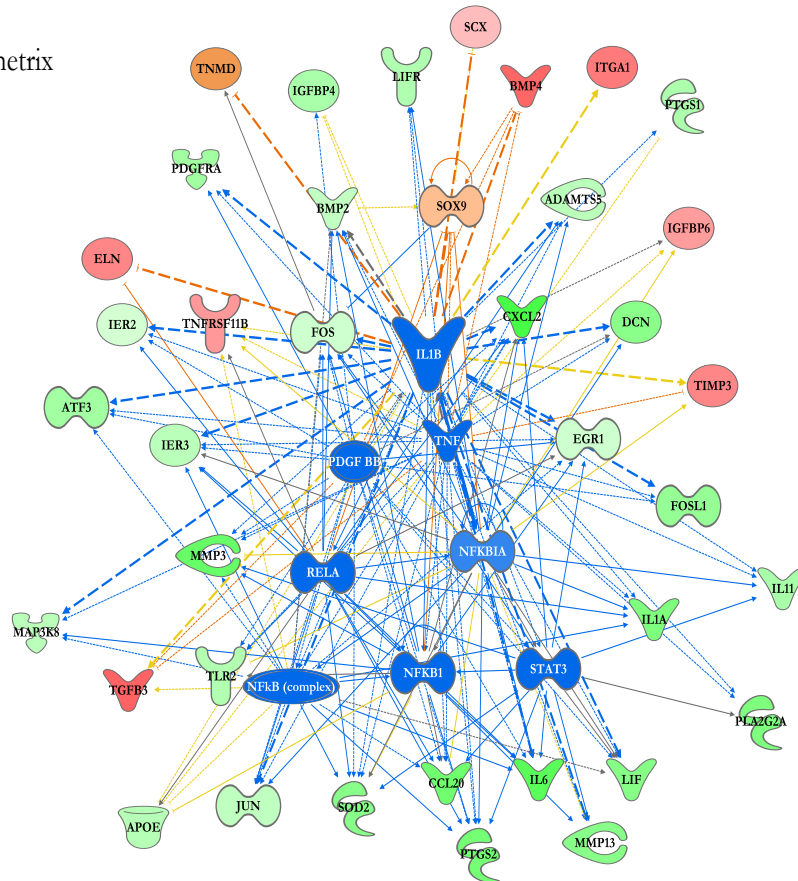 SCX
netrix
TNMD
LIFR
ITGA1
IGFBP4
BMP4
PTGS1
PDGFRA
BMP2
SOX9
ADAMTS5
IGFBP6
ELN
IER2
TNFRSF11B
FOS
CXCL2
DCN
IL1B
TIMP3
ATF3
IER3
PDGF BB
TNF
EGR1
FOSL1
MMP3
RELA
NFKBIA
IL11
MAP3K8
IL1A
TGFB3
TLR2
NFkB (complex)
NFKB1
STAT3
PLA2G2A
APOE
JUN
SOD2
CCL20
IL6
LIF
PTGS2
MMP13